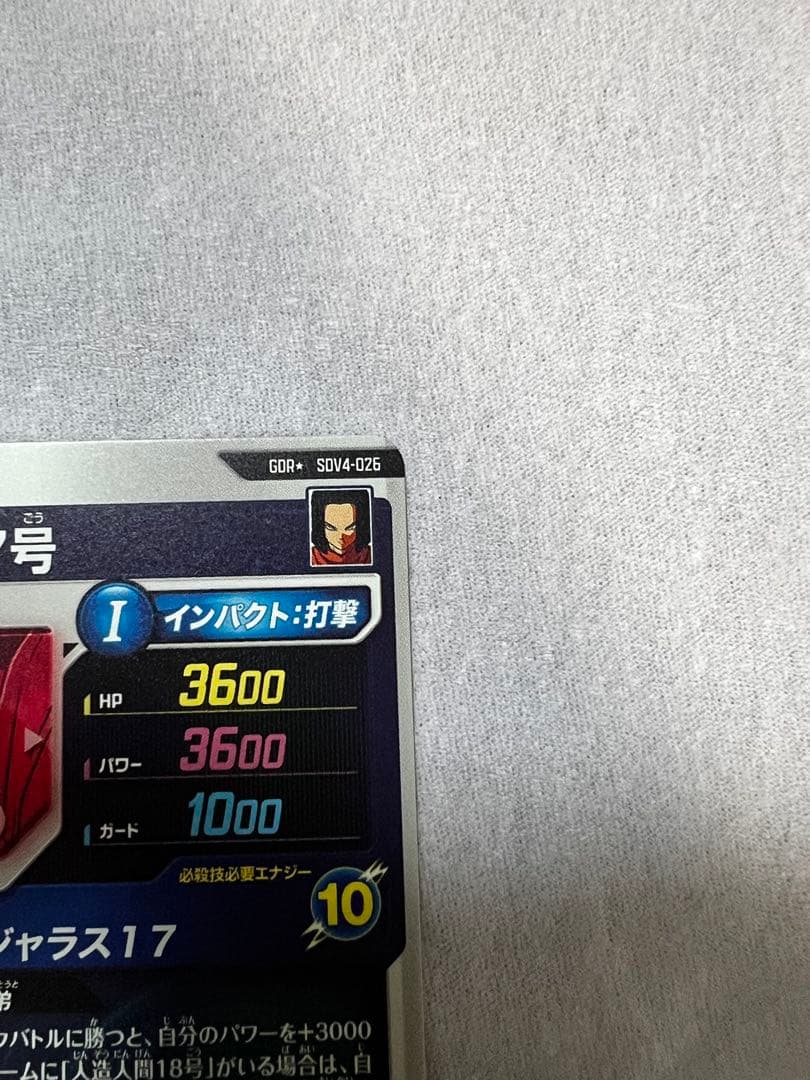 GDR★ SDV4-026
ごう
7号
I インパクト:打撃
HP 3600
パワー 3600
ガード 1000
必殺技必要エナジー
10
ジャラス17
弟
バトルに勝つと、自分のパワーを+3000
ームに「人造人間18号」がいる場合は、自